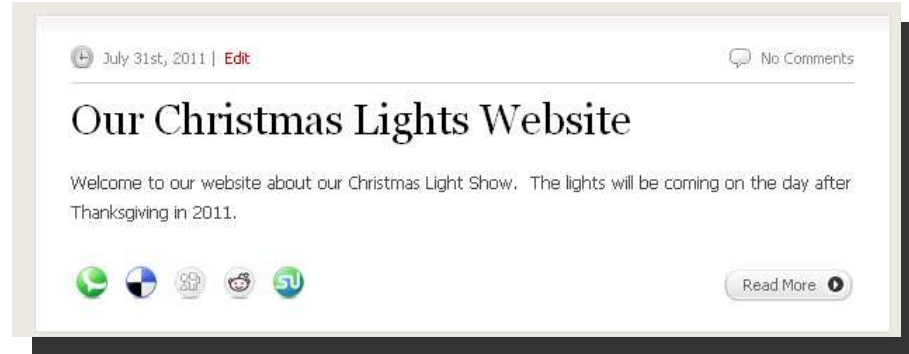 July 31st, 2011 | Edit
No Comments
Our Christmas Lights Website
Welcome to our website about our Christmas Light Show.  The lights will be coming on the day after
Thanksgiving in 2011.
Read More